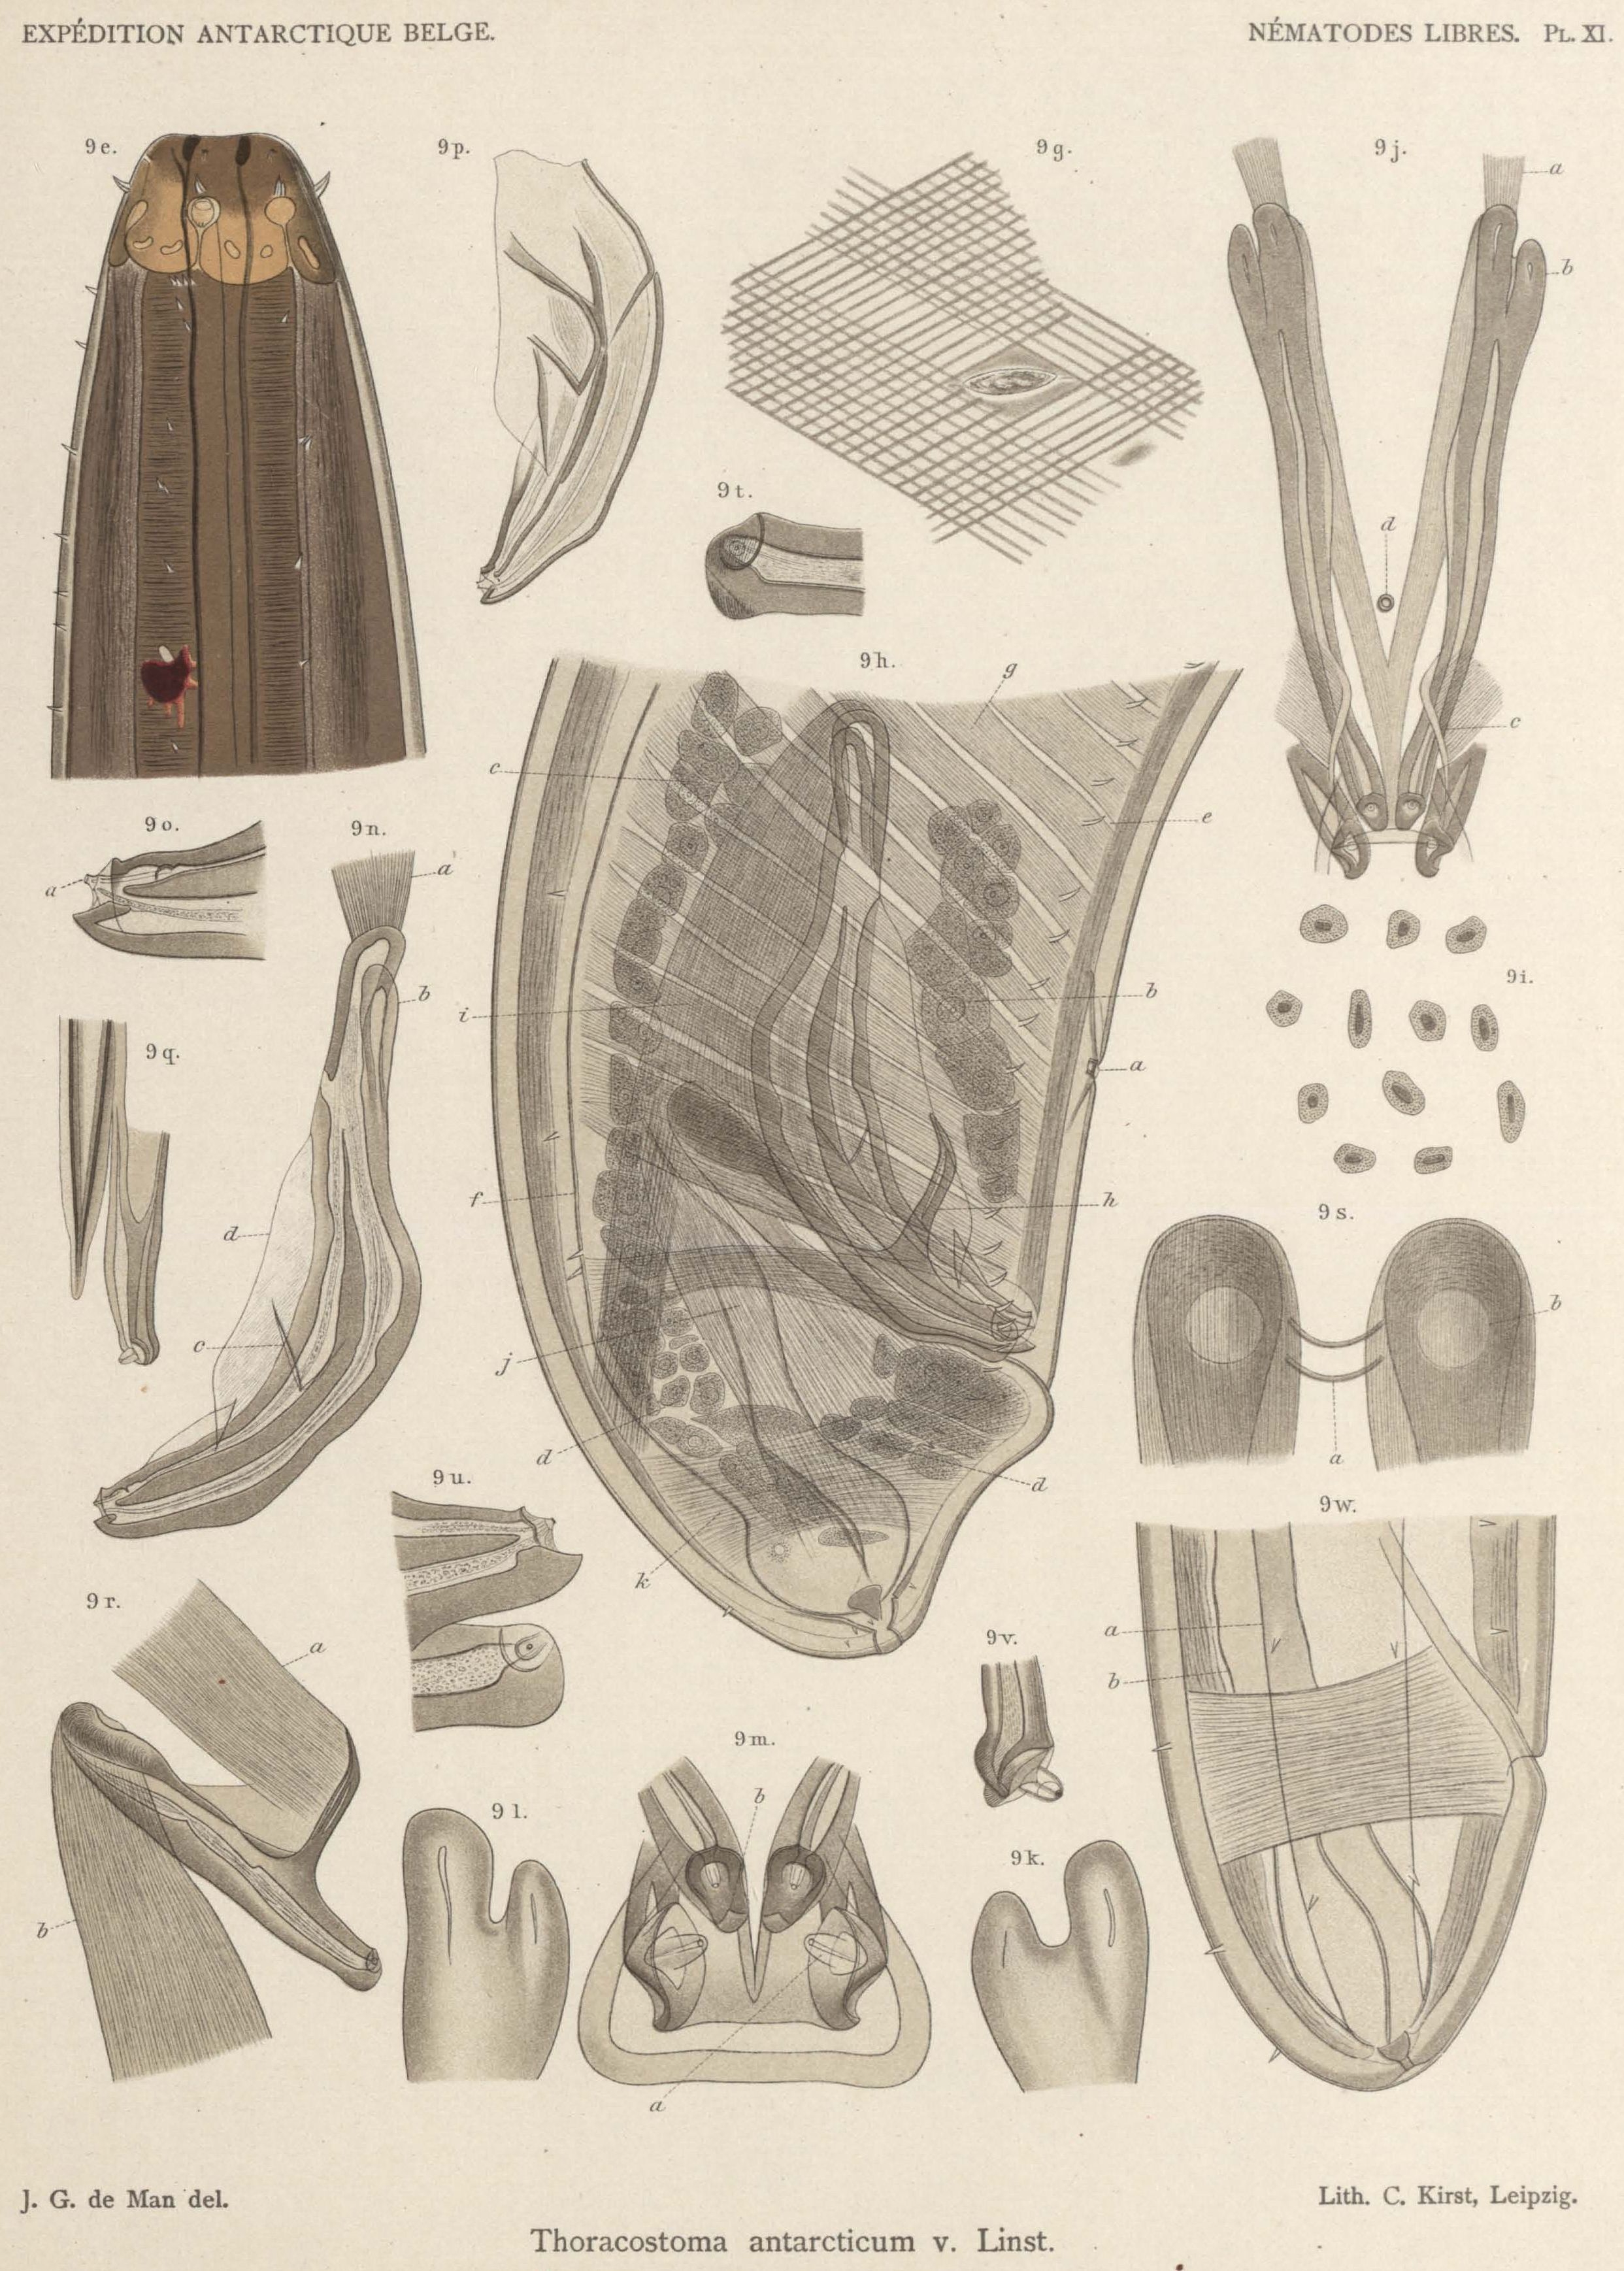 EXPÉDITION ANTARCTIQUE BELGE.
NÉMATODES LIBRES. PL. XI.
9e.
9p.
9g.
9j.
a
b
9t.
d
9h.
g
c
c
e
9o.
9n.
a
a
9i.
b
b
i
9q.
a
f
h
9s.
d
b
c
j
d
a
9u.
d
9w.
k
9r.
9v.
a
a
b
9m.
b
9l.
9k.
b
a
J. G. de Man del.
Lith. C. Kirst, Leipzig.
Thoracostoma antarcticum v. Linst.